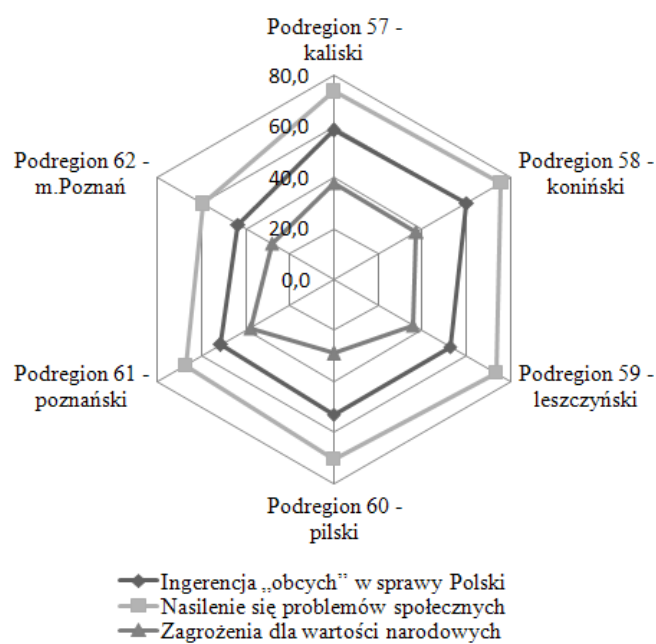 Podregion 57 -
kaliski
80,0
60,0
Podregion 62 -
m.Poznań
Podregion 58 -
koniński
40,0
20,0
0,0
Podregion 61 -
poznański
Podregion 59 -
leszczyński
Podregion 60 -
pilski
Ingerencja „obcych” w sprawy Polski
Nasilenie się problemów społecznych
Zagrożenia dla wartości narodowych